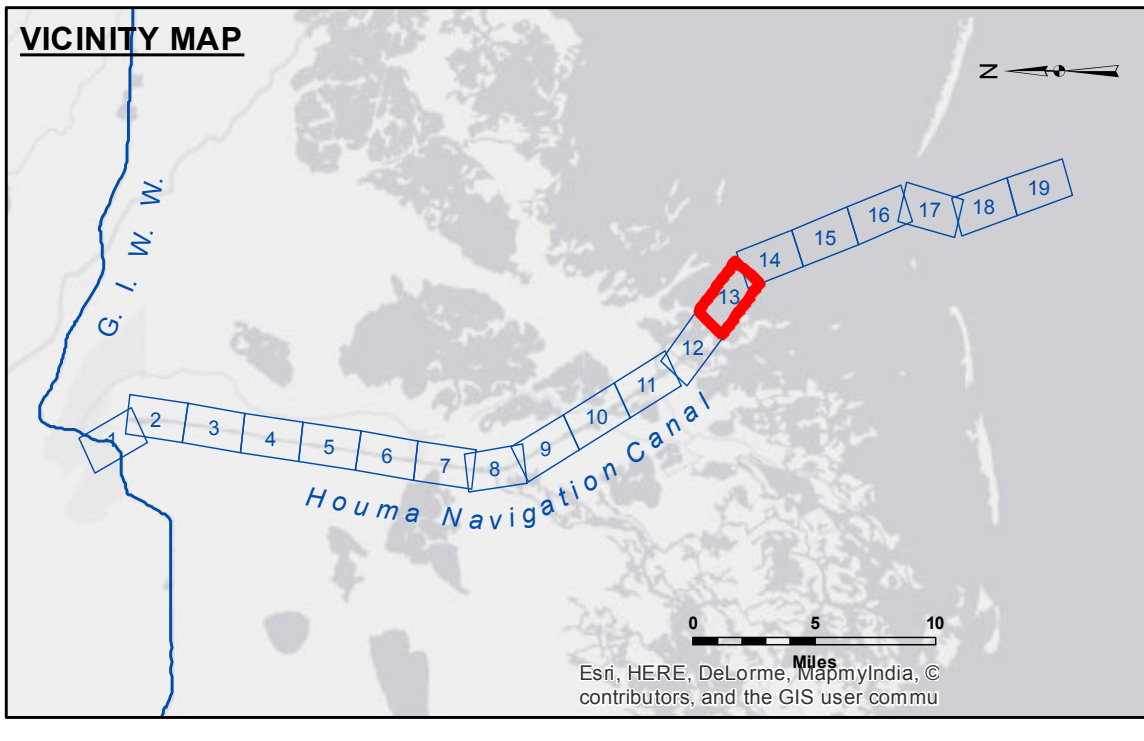 VICINITY MAP
N
G. I. W. W.
19
18
17
16
15
14
13
12
11
10
9
8
7
6
5
4
3
2
1
Houma Navigation Canal
0 5 10
Miles
Esri, HERE, DeLorme, MapmyIndia, ©
contributors, and the GIS user commu